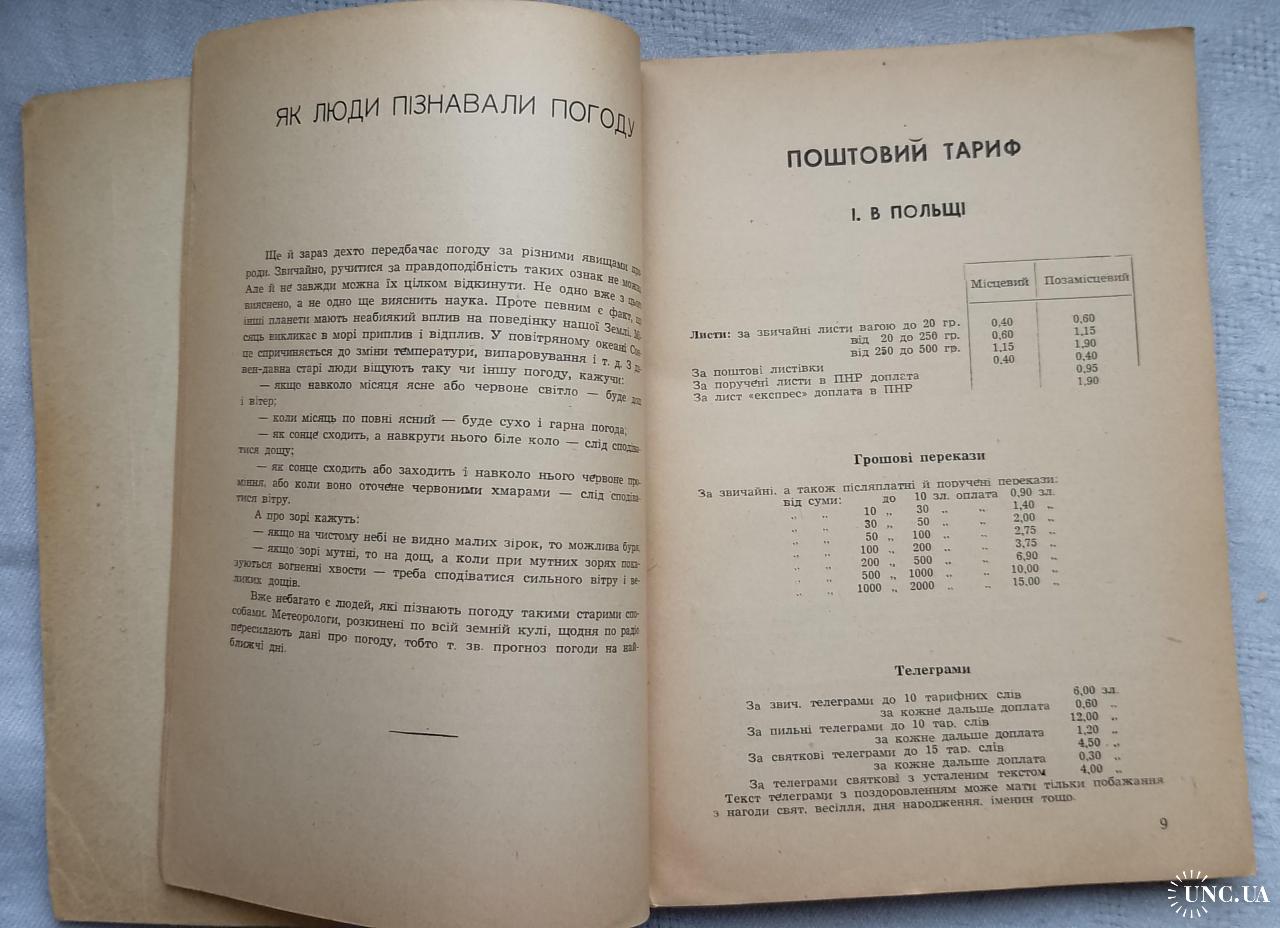 ЯК ЛЮДИ ПІЗНАВАЛИ ПОГОДУ
Ще й зараз дехто передбачає погоду за різними явищами при-
роди. Звичайно, ручитися за правдоподібність таких ознак не можна,
Але й не завжди можна їх цілком відкинути. Не одно вже з цього
вияснено, а не одно ще вияснить наука. Проте певним є факт, що
інші планети мають неабиякий вплив на поведінку нашої Землі. Мі-
сяць викликає в морі приплив і відплив. У повітряному океані Сон-
це спричиняється до зміни температури, випаровування і т. д. З да-
вен-давна старі люди віщують таку чи іншу погоду, кажучи:
— якщо навколо місяця ясне або червоне світло — буде дощ
і вітер;
— коли місяць по повні ясний — буде сухо і гарна погода;
— як сонце сходить, а навкруги нього біле коло — слід сподіва-
тися дощу;
— як сонце сходить або заходить і навколо нього червоне про-
міння, або коли воно оточене червоними хмарами — слід сподіва-
тися вітру.
А про зорі кажуть:
— якщо на чистому небі не видно малих зірок, то можлива буря,
— якщо зорі мутні, то на дощ, а коли при мутних зорях пока-
зуються вогненні хвости — треба сподіватися сильного вітру і ве-
ликих дощів.
Вже небагато є людей, які пізнають погоду такими старими спо-
собами. Метеорологи, розкинені по всій земній кулі, щодня по радіо
пересилають дані про погоду, тобто т. зв. прогноз погоди на най-
ближчі дні.
ПОШТОВИЙ ТАРИФ
І. В ПОЛЬЩІ
Місцевий Позамісцевий
Листи: за звичайні листи вагою до 20 гр. 0,40 0,60
від 20 до 250 гр. 0,60 1,15
від 250 до 500 гр. 1,15 1,90
За поштові листівки 0,40 0,40
За поручені листи в ПНР доплата 0,95
За лист «експрес» доплата в ПНР 1,90
Грошові перекази
За звичайні, а також післяплатні й поручені перекази:
від суми: до 10 зл. оплата 0,90 зл.
„ „ 10 „ 30 „ „ 1,40 „
„ „ 30 „ 50 „ „ 2,00 „
„ „ 50 „ 100 „ „ 2,75 „
„ „ 100 „ 200 „ „ 3,75 „
„ „ 200 „ 500 „ „ 6,90 „
„ „ 500 „ 1000 „ „ 10,00 „
„ „ 1000 „ 2000 „ „ 15,00 „
Телеграми
За звич. телеграми до 10 тарифних слів 6,00 зл.
за кожне дальше доплата 0,60 „
За пильні телеграми до 10 тар. слів 12,00 „
за кожне дальше доплата 1,20 „
За святкові телеграми до 15 тар. слів 4,50 „
за кожне дальше доплата 0,30 „
За телеграми святкові з усталеним текстом 4,00 „
Текст телеграми з поздоровленням може мати тільки побажання
з нагоди свят, весілля, дня народження, іменин тощо.
9
UNC.UA